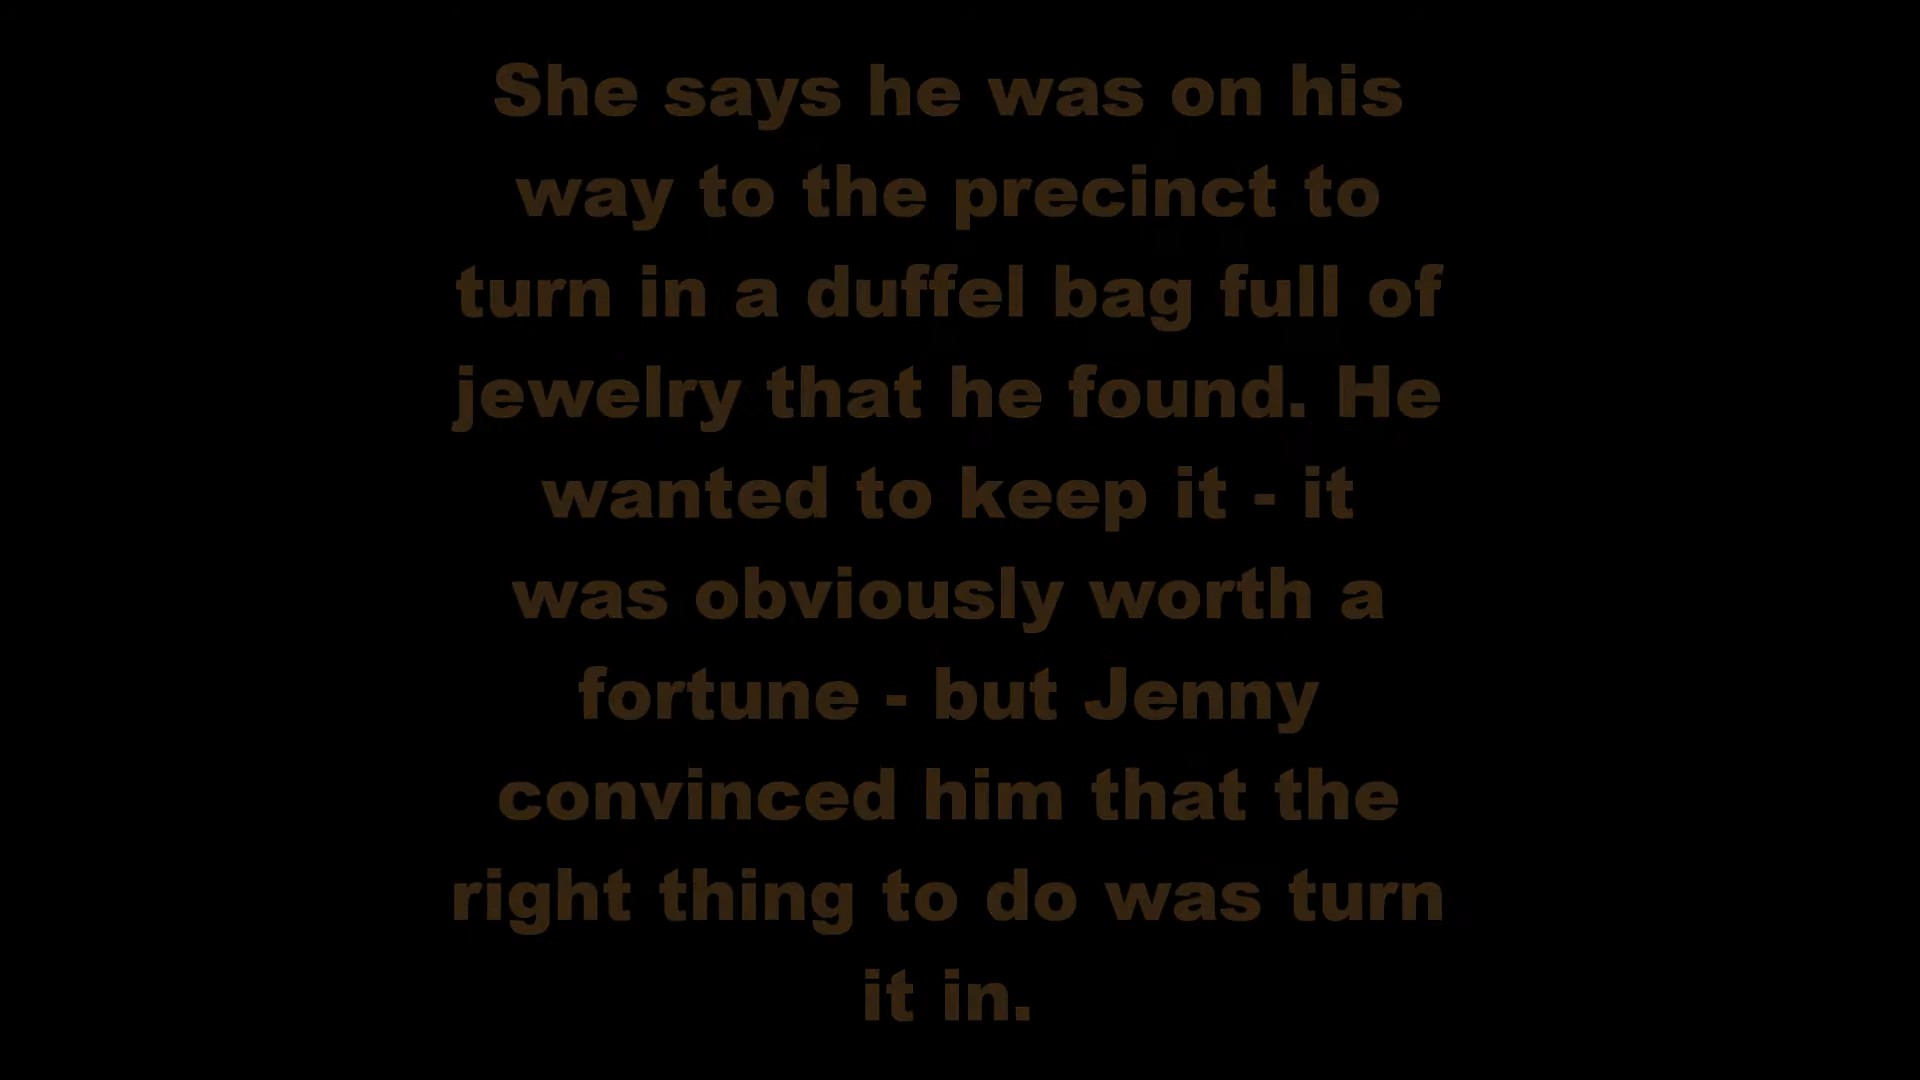 She says he was on his
way to the precinct to
turn in a duffel bag full of
jewelry that he found. He
wanted to keep it - it
was obviously worth a
fortune - but Jenny
convinced him that the
right thing to do was turn
it in.